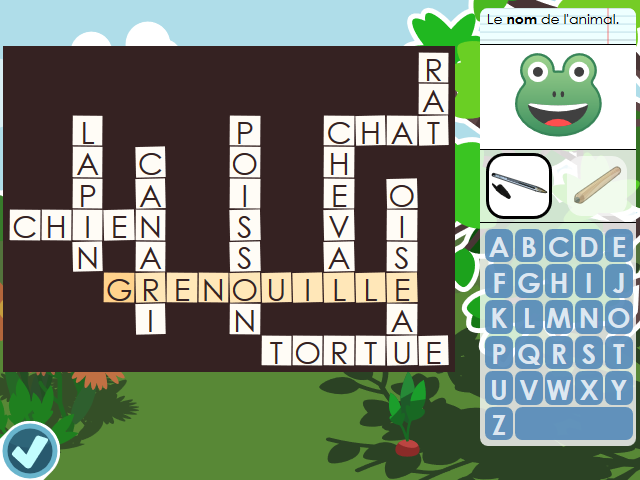 Le nom de l'animal.
RAT
LAPIN
POISSON
CHAT
CHEVAL
CANARI
OISEAU
CHIEN
GRENOUILLE
TORTUE
A B C D E
F G H I J
K L M N O
P Q R S T
U V W X Y
Z